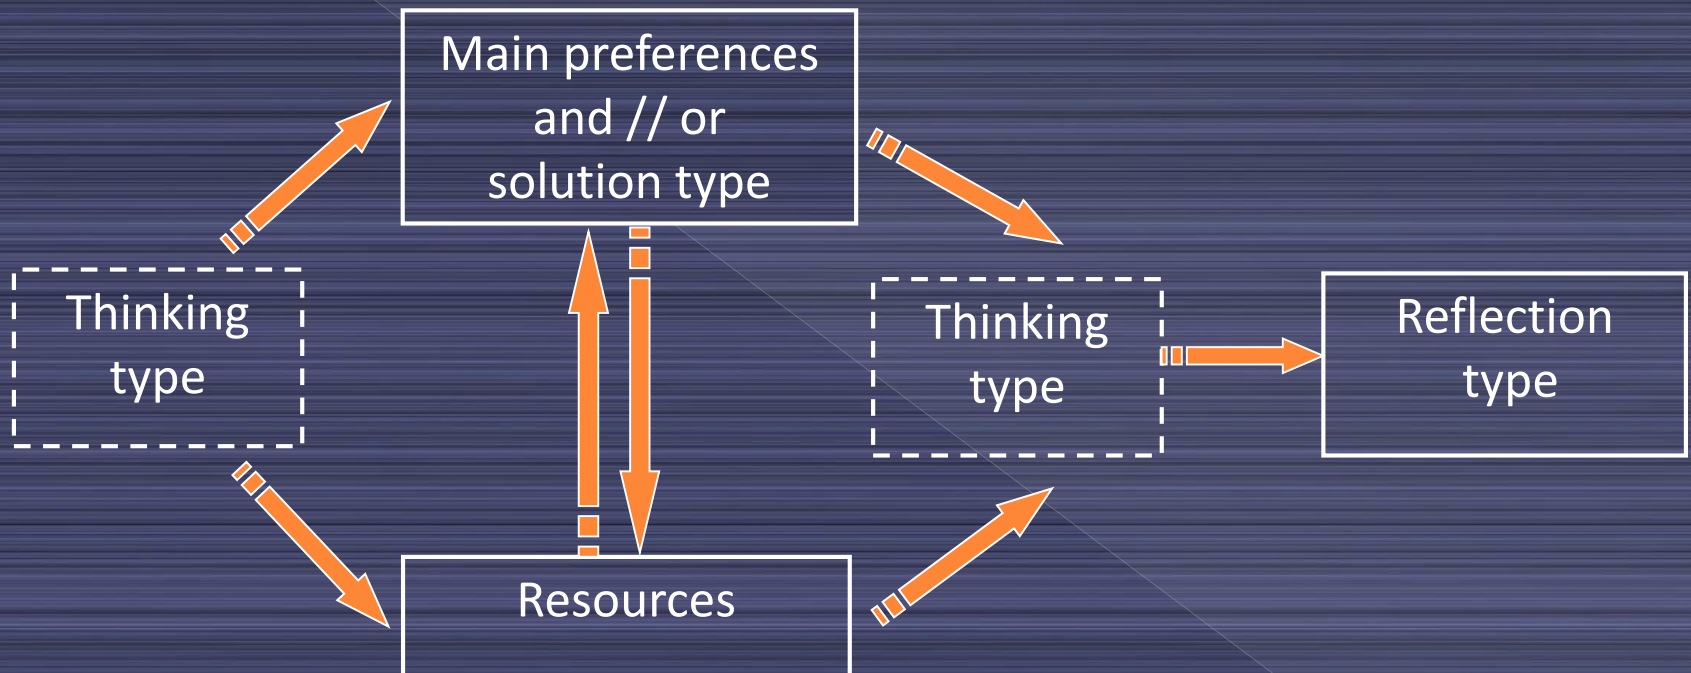 Main preferences
and // or
solution type
Thinking
type
Thinking
type
Reflection
type
Resources